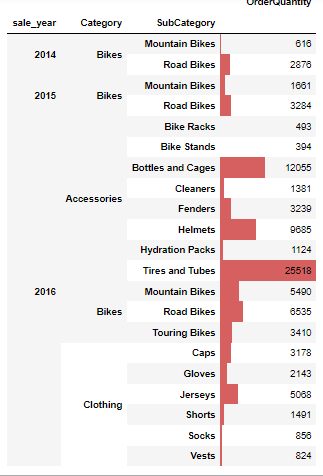 OrderQuantity
sale_year Category SubCategory
2014 Bikes Mountain Bikes 616
Road Bikes 2876
2015 Bikes Mountain Bikes 1661
Road Bikes 3284
2016 Accessories Bike Racks 493
Bike Stands 394
Bottles and Cages 12055
Cleaners 1381
Fenders 3239
Helmets 9685
Hydration Packs 1124
Tires and Tubes 25518
Bikes Mountain Bikes 5490
Road Bikes 6535
Touring Bikes 3410
Clothing Caps 3178
Gloves 2143
Jerseys 5068
Shorts 1491
Socks 856
Vests 824